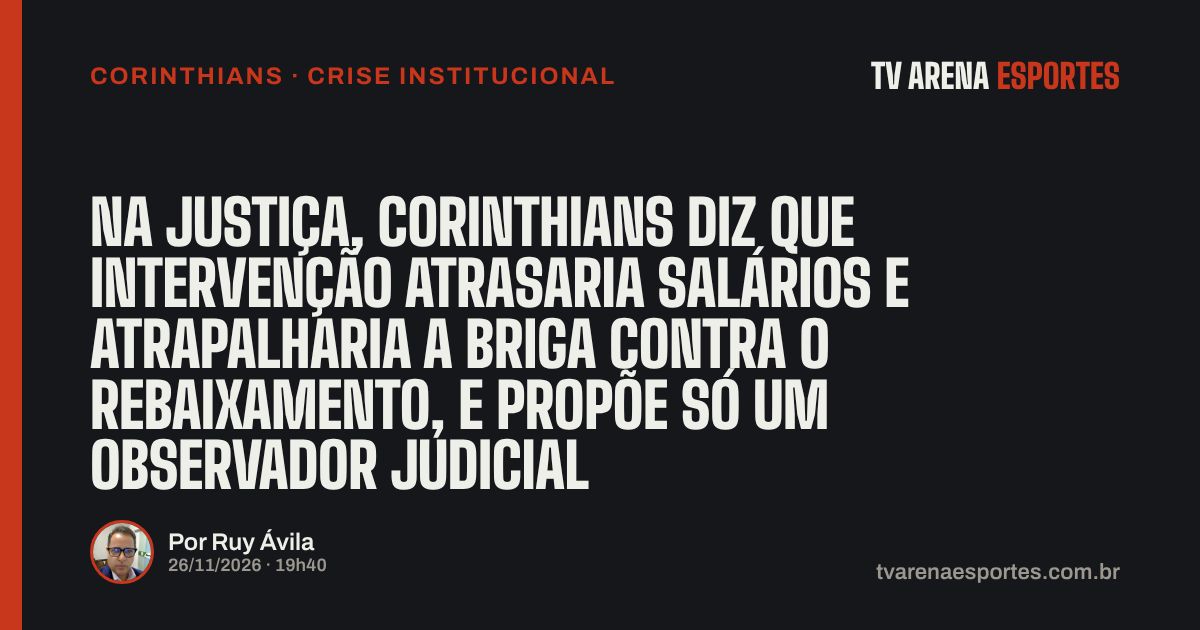 CORINTHIANS · CRISE INSTITUCIONAL
TV ARENA ESPORTES
NA JUSTIÇA, CORINTHIANS DIZ QUE
INTERVENÇÃO ATRASARIA SALÁRIOS E
ATRAPALHARIA A BRIGA CONTRA O
REBAIXAMENTO, E PROPÕE SÓ UM
OBSERVADOR JUDICIAL
Por Ruy Ávila
26/11/2026 · 19h40
tvarenaesportes.com.br